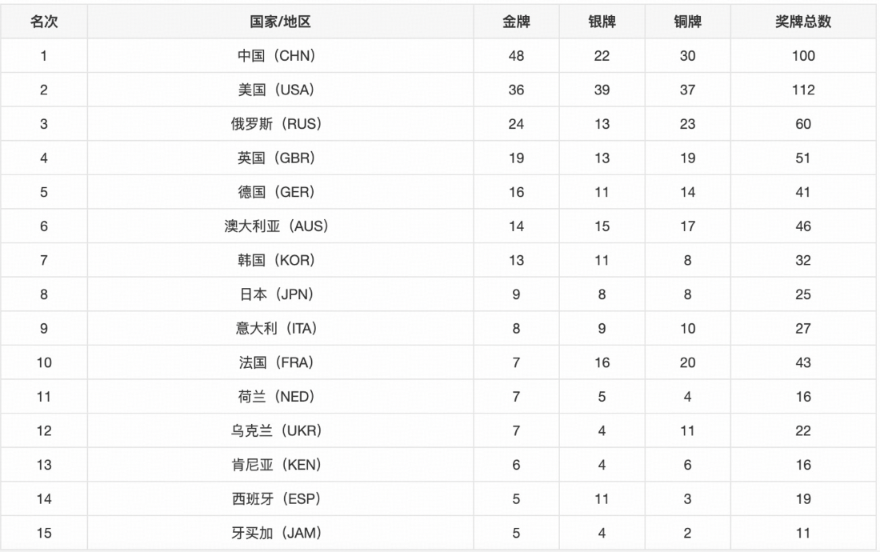 名次 国家/地区 金牌 银牌 铜牌 奖牌总数
1 中国（CHN） 48 22 30 100
2 美国（USA） 36 39 37 112
3 俄罗斯（RUS） 24 13 23 60
4 英国（GBR） 19 13 19 51
5 德国（GER） 16 11 14 41
6 澳大利亚（AUS） 14 15 17 46
7 韩国（KOR） 13 11 8 32
8 日本（JPN） 9 8 8 25
9 意大利（ITA） 8 9 10 27
10 法国（FRA） 7 16 20 43
11 荷兰（NED） 7 5 4 16
12 乌克兰（UKR） 7 4 11 22
13 肯尼亚（KEN） 6 4 6 16
14 西班牙（ESP） 5 11 3 19
15 牙买加（JAM） 5 4 2 11